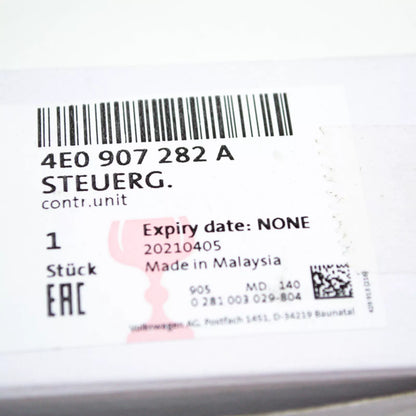 4E0 907 282 A
STEUERG.
contr.unit
1
Stück
EAC
Expiry date: NONE
20210405
Made in Malaysia
905 MD 140
0 281 003 029-804
Volkswagen AG, Postfach 1451, D-34219 Baunatal